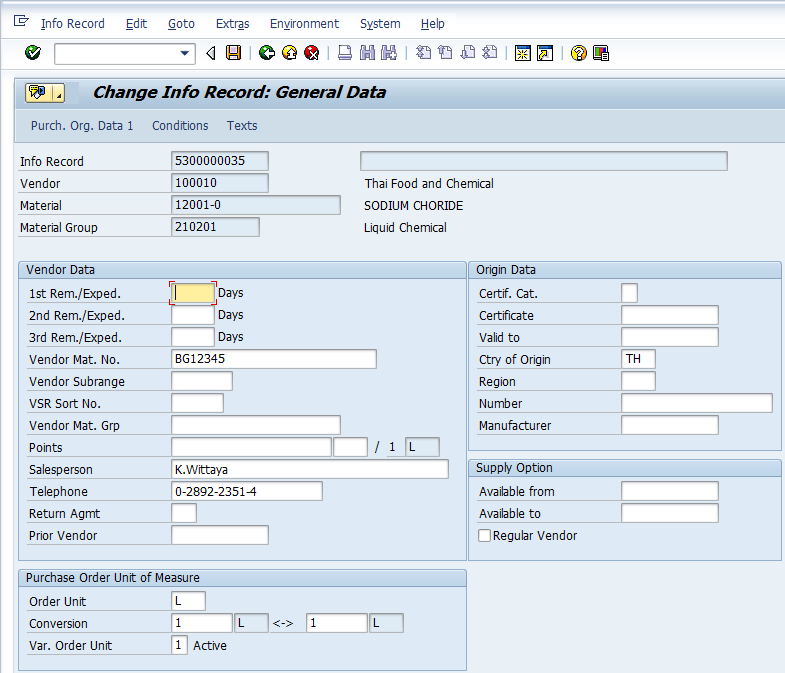 Info Record Edit Goto Extras Environment System Help
Change Info Record: General Data
Purch. Org. Data 1 Conditions Texts
Info Record 5300000035
Vendor 100010 Thai Food and Chemical
Material 12001-0 SODIUM CHORIDE
Material Group 210201 Liquid Chemical
Vendor Data
1st Rem./Exped. Days
2nd Rem./Exped. Days
3rd Rem./Exped. Days
Vendor Mat. No. BG12345
Vendor Subrange
VSR Sort No.
Vendor Mat. Grp
Points / 1 L
Salesperson K.Wittaya
Telephone 0-2892-2351-4
Return Agmt
Prior Vendor
Origin Data
Certif. Cat.
Certificate
Valid to
Ctry of Origin TH
Region
Number
Manufacturer
Supply Option
Available from
Available to
Regular Vendor
Purchase Order Unit of Measure
Order Unit L
Conversion 1 L <-> 1 L
Var. Order Unit 1 Active